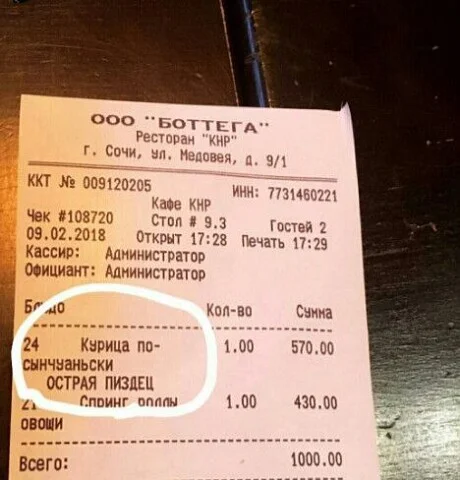 ООО "БОТТЕГА"
Ресторан "КНР"
г. Сочи, ул. Медовея, д. 9/1
ККТ № 009120205 ИНН: 7731460221
Кафе КНР
Чек #108720 Стол # 9.3 Гостей 2
09.02.2018 Открыт 17:28 Печать 17:29
Кассир: Администратор
Официант: Администратор
Блюдо Кол-во Сумма
24 Курица по- 1.00 570.00
сынчуаньски
ОСТРАЯ ПИЗДЕЦ
21 Спринг роллы 1.00 430.00
овощи
Всего: 1000.00